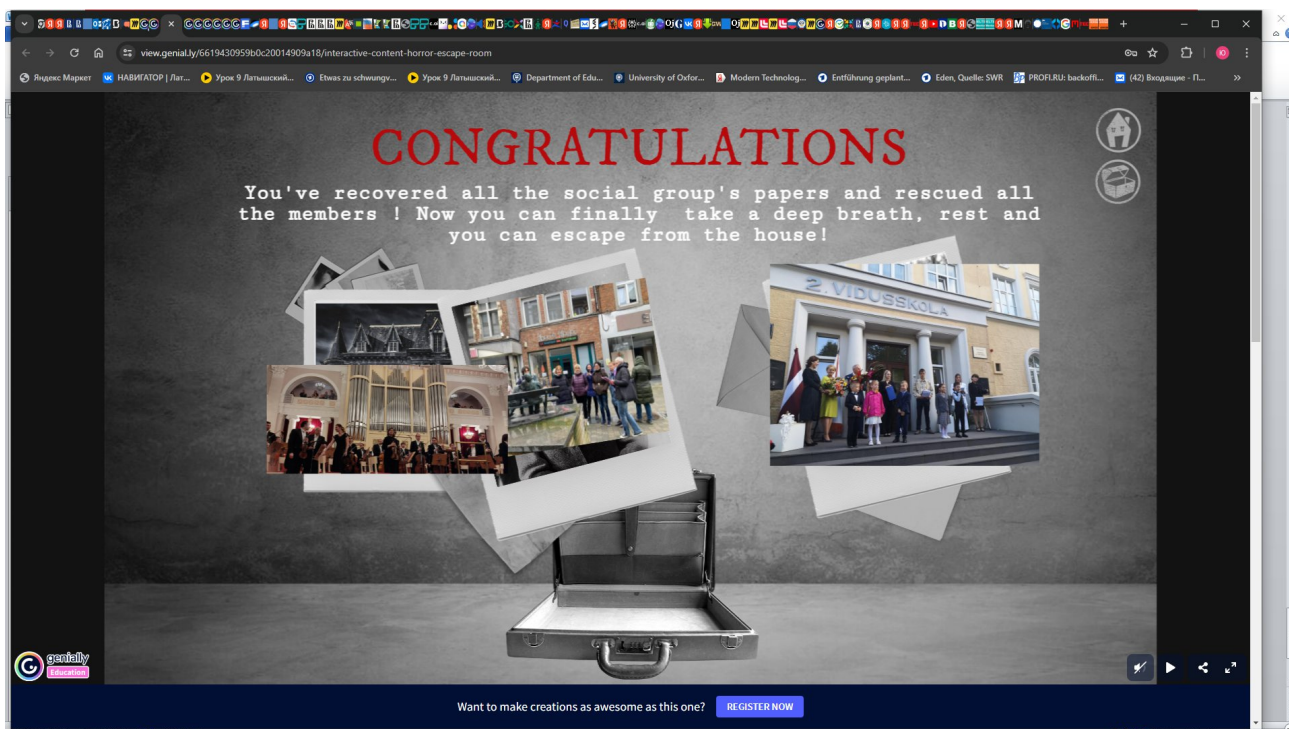 view.genial.ly/6619430959b0c20014909a18/interactive-content-horror-escape-room
Яндекс Маркет
НАВИГАТОР | Лат...
Урок 9 Латышский...
Etwas zu schwungv...
Урок 9 Латышский...
Department of Edu...
University of Oxfor...
Modern Technolog...
Entführung geplant...
Eden, Quelle: SWR
PROFI.RU: backoffi...
(42) Входящие - П...
CONGRATULATIONS
You've recovered all the social group's papers and rescued all
the members ! Now you can finally take a deep breath, rest and
you can escape from the house!
2. VIDUSSKOLA
genially
Education
Want to make creations as awesome as this one?
REGISTER NOW